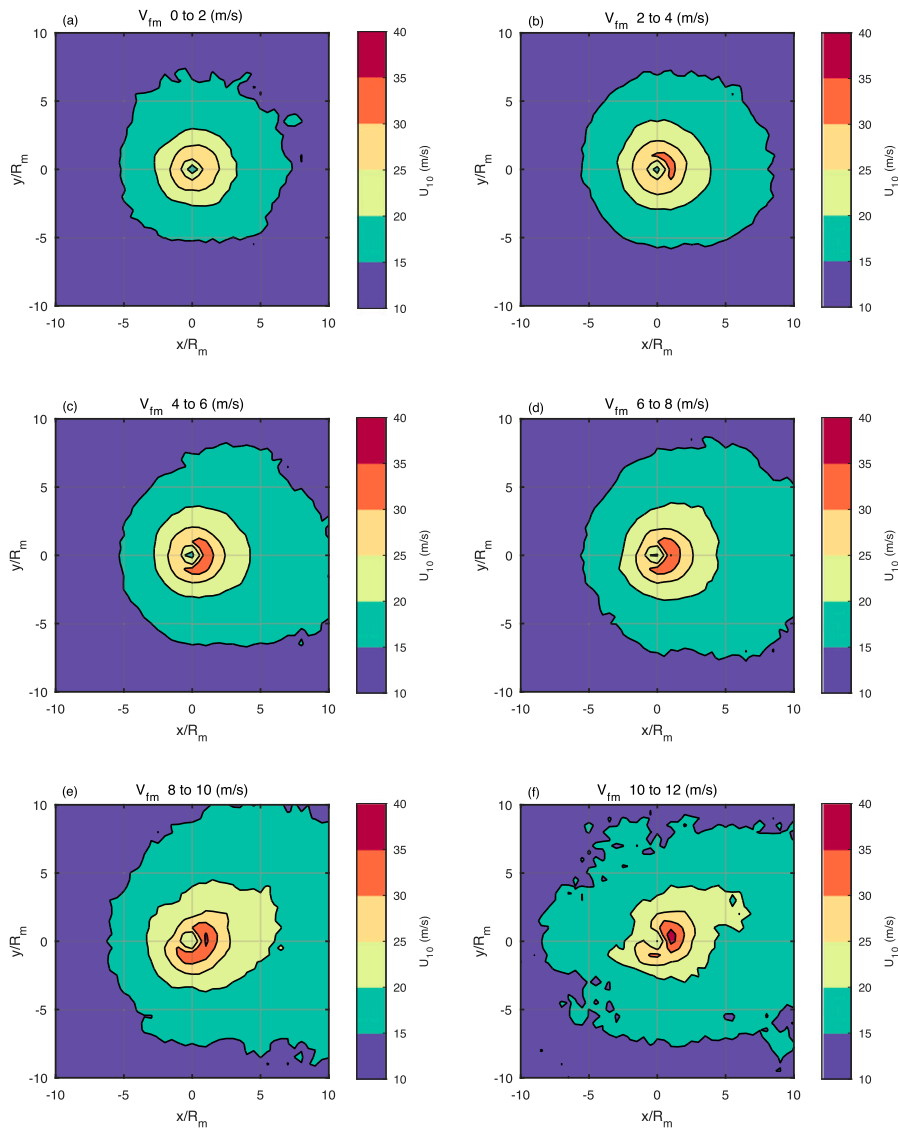 (a) V_fm 0 to 2 (m/s)
10
5
0
-5
-10
y/R_m
-10 -5 0 5 10
x/R_m
40
35
30
25
20
15
10
U_10 (m/s)
(b) V_fm 2 to 4 (m/s)
10
5
0
-5
-10
y/R_m
-10 -5 0 5 10
x/R_m
40
35
30
25
20
15
10
U_10 (m/s)
(c) V_fm 4 to 6 (m/s)
10
5
0
-5
-10
y/R_m
-10 -5 0 5 10
x/R_m
40
35
30
25
20
15
10
U_10 (m/s)
(d) V_fm 6 to 8 (m/s)
10
5
0
-5
-10
y/R_m
-10 -5 0 5 10
x/R_m
40
35
30
25
20
15
10
U_10 (m/s)
(e) V_fm 8 to 10 (m/s)
10
5
0
-5
-10
y/R_m
-10 -5 0 5 10
x/R_m
40
35
30
25
20
15
10
U_10 (m/s)
(f) V_fm 10 to 12 (m/s)
10
5
0
-5
-10
y/R_m
-10 -5 0 5 10
x/R_m
40
35
30
25
20
15
10
U_10 (m/s)